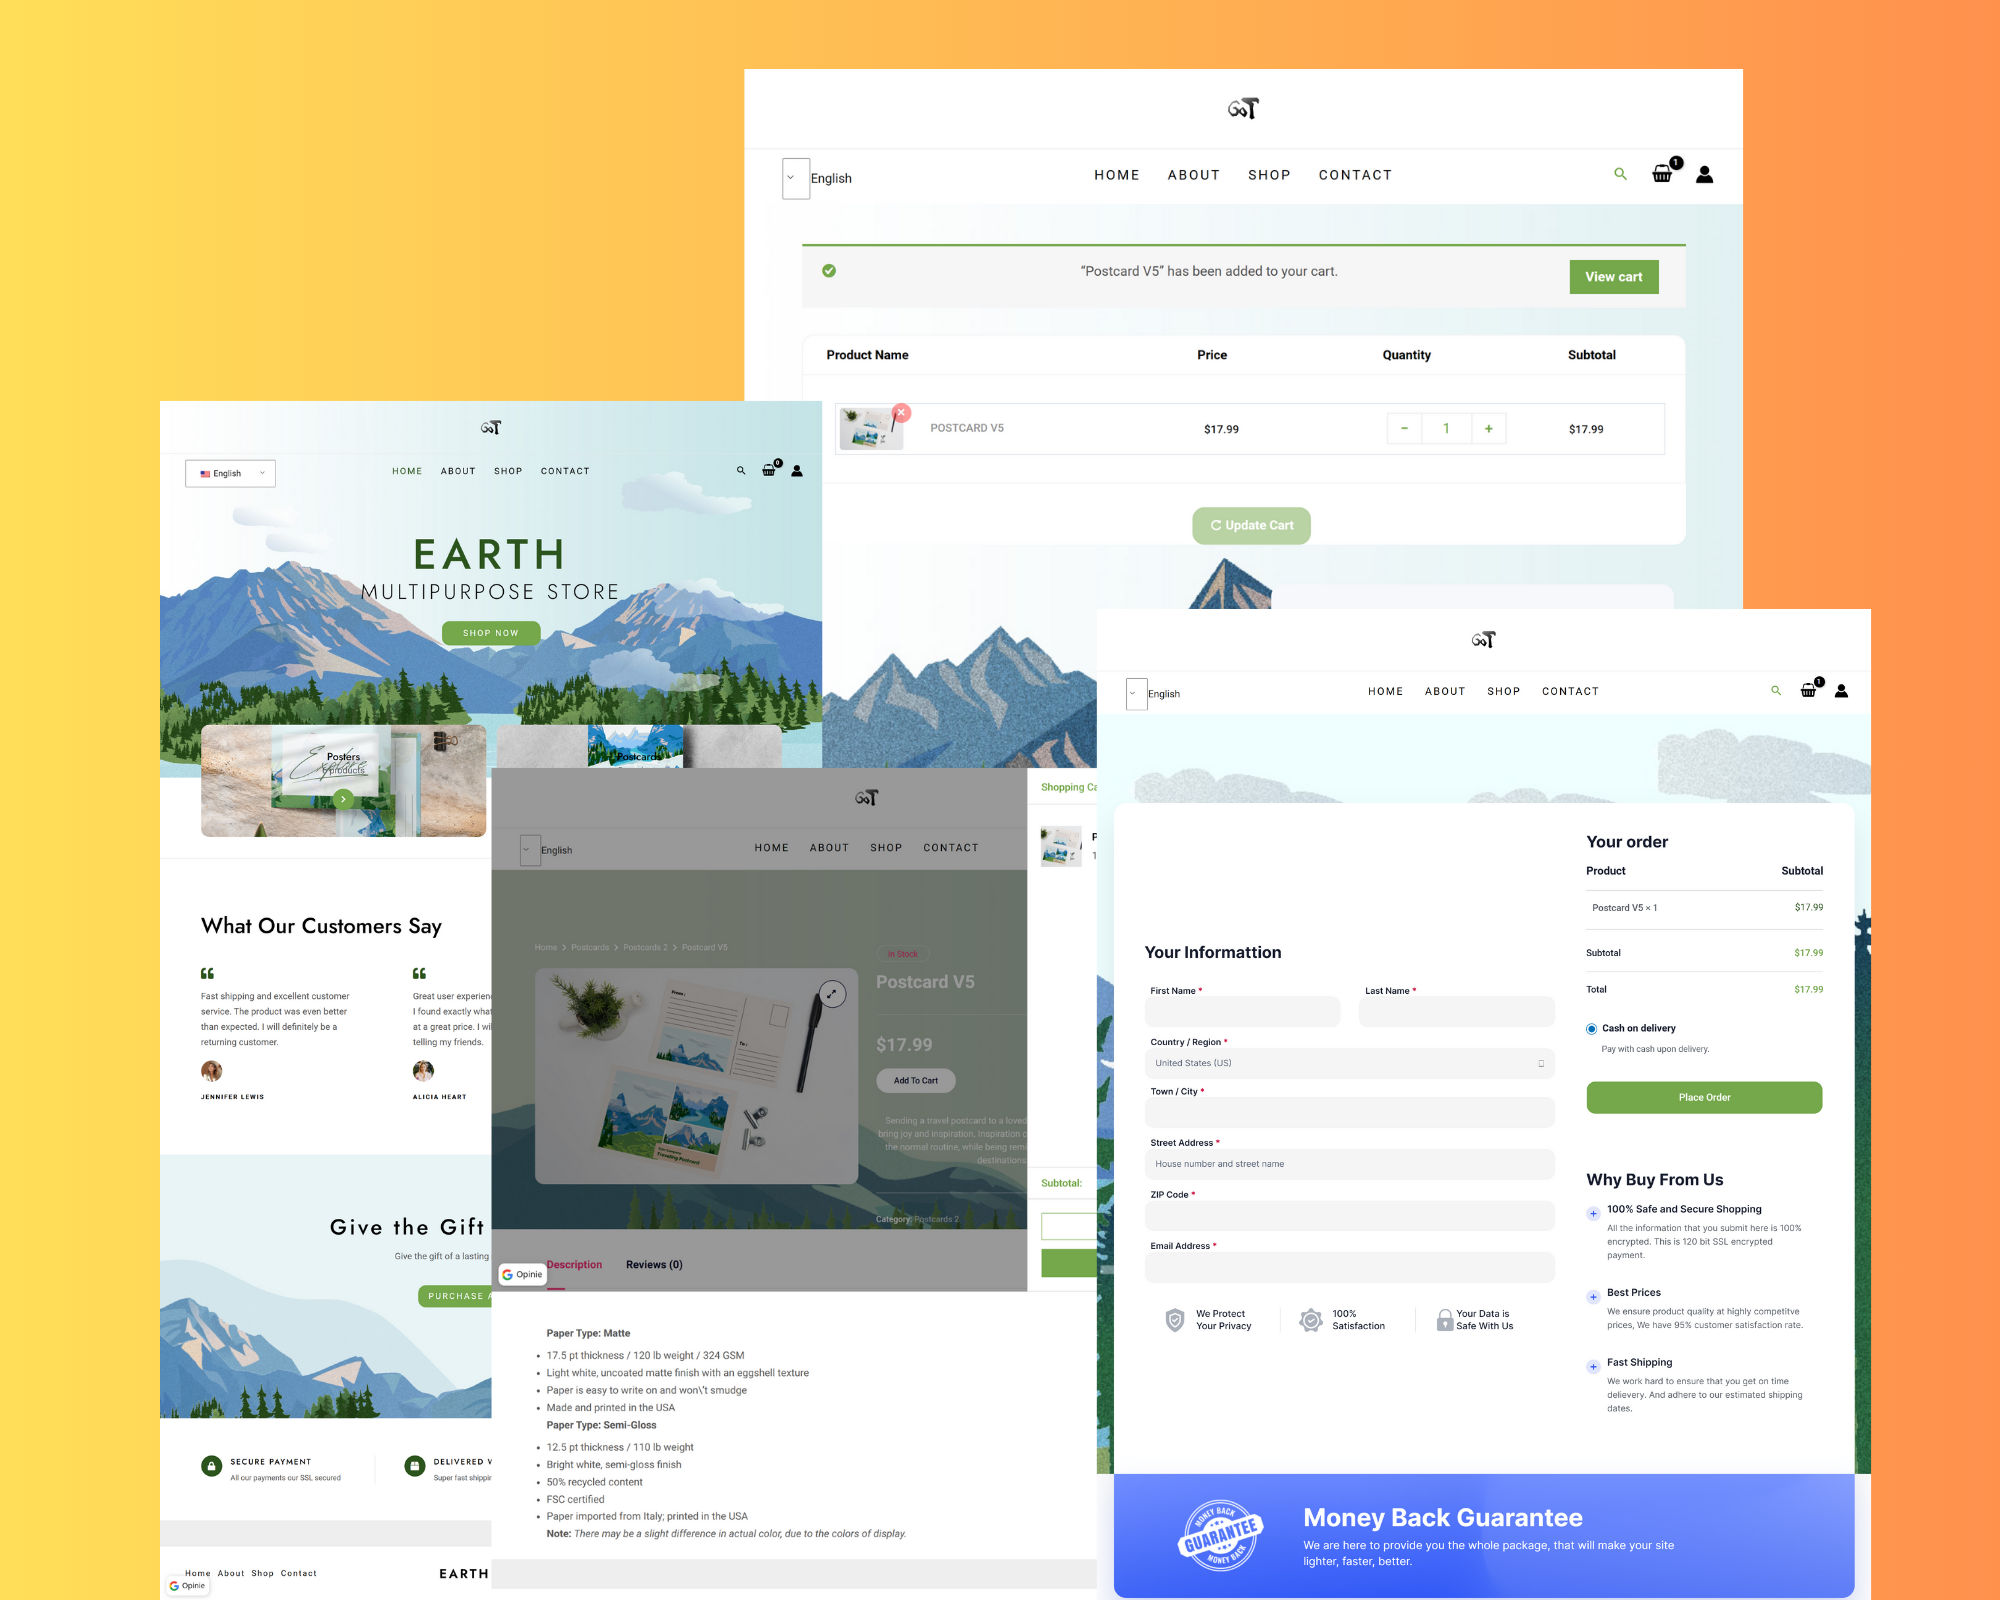 GOT
English
HOME ABOUT SHOP CONTACT
1
“Postcard V5” has been added to your cart.
View cart
Product Name Price Quantity Subtotal
POSTCARD V5 $17.99 - 1 + $17.99
Update Cart
GOT
English
HOME ABOUT SHOP CONTACT
0
EARTH
MULTIPURPOSE STORE
SHOP NOW
Explore
Posters
6 products
Postcards
What Our Customers Say
Fast shipping and excellent customer
service. The product was even better
than expected. I will definitely be a
returning customer.
JENNIFER LEWIS
Great user experien
I found exactly what
at a great price. I wi
telling my friends.
ALICIA HEART
Give the Gift
Give the gift of a lasting
PURCHASE A
SECURE PAYMENT
All our payments our SSL secured
DELIVERED W
Super fast shippin
Home About Shop Contact
EARTH
Opinie
GOT
English
HOME ABOUT SHOP CONTACT
Home > Postcards > Postcards 2 > Postcard V5
From:
To:
Traveling Postcard
In Stock
Postcard V5
$17.99
Add To Cart
Sending a travel postcard to a loved
bring joy and inspiration. Inspiration o
the normal routine, while being remi
destinations
Category: Postcards 2
Description Reviews (0)
Opinie
Shopping Ca
P
1
Subtotal:
Paper Type: Matte
• 17.5 pt thickness / 120 lb weight / 324 GSM
• Light white, uncoated matte finish with an eggshell texture
• Paper is easy to write on and won\'t smudge
• Made and printed in the USA
Paper Type: Semi-Gloss
• 12.5 pt thickness / 110 lb weight
• Bright white, semi-gloss finish
• 50% recycled content
• FSC certified
• Paper imported from Italy; printed in the USA
Note: There may be a slight difference in actual color, due to the colors of display.
GOT
English
HOME ABOUT SHOP CONTACT
1
Your Informattion
First Name * Last Name *
Country / Region *
United States (US)
Town / City *
Street Address *
House number and street name
ZIP Code *
Email Address *
We Protect
Your Privacy
100%
Satisfaction
Your Data is
Safe With Us
Your order
Product Subtotal
Postcard V5 × 1 $17.99
Subtotal $17.99
Total $17.99
Cash on delivery
Pay with cash upon delivery.
Place Order
Why Buy From Us
100% Safe and Secure Shopping
All the information that you submit here is 100%
encrypted. This is 120 bit SSL encrypted
payment.
Best Prices
We ensure product quality at highly competitve
prices, We have 95% customer satisfaction rate.
Fast Shipping
We work hard to ensure that you get on time
delievery. And adhere to our estimated shipping
dates.
MONEY BACK
GUARANTEE
MONEY BACK
Money Back Guarantee
We are here to provide you the whole package, that will make your site
lighter, faster, better.